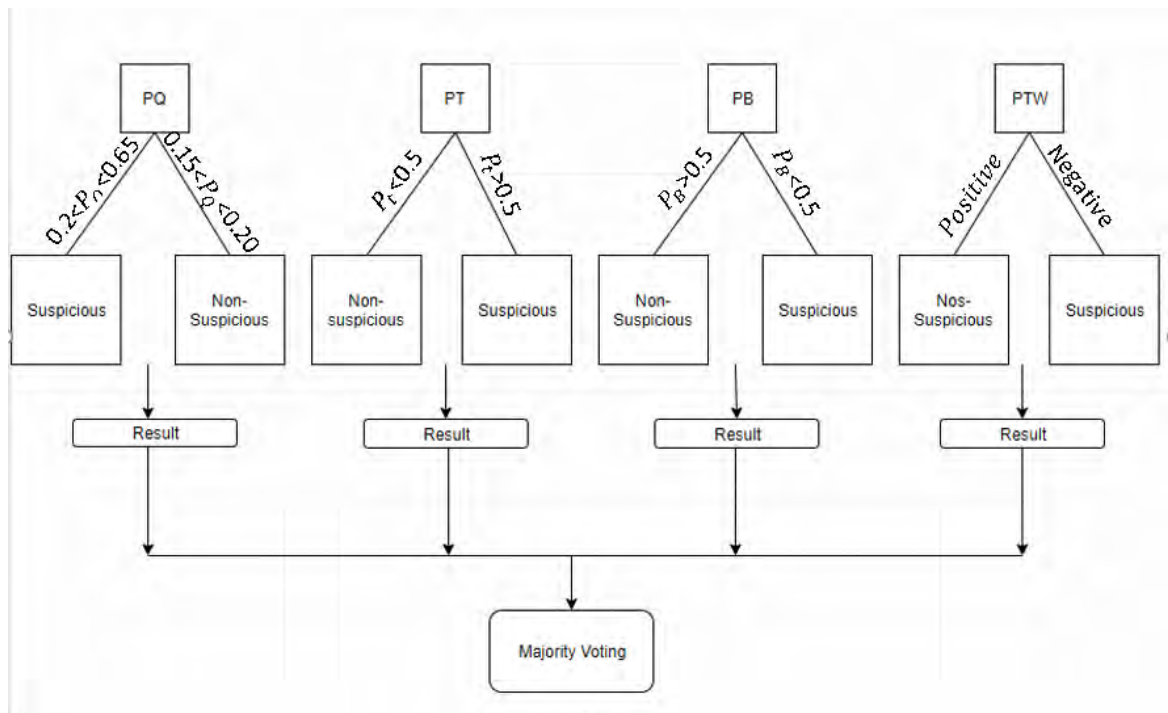 PQ
PT
PB
PTW
0.2<P_Q<0.65
0.15<P_Q<0.20
P_t<0.5
P_t>0.5
P_B>0.5
P_B<0.5
Positive
Negative
Suspicious
Non-
Suspicious
Non-
suspicious
Suspicious
Non-
Suspicious
Suspicious
Nos-
Suspicious
Suspicious
Result
Result
Result
Result
Majority Voting